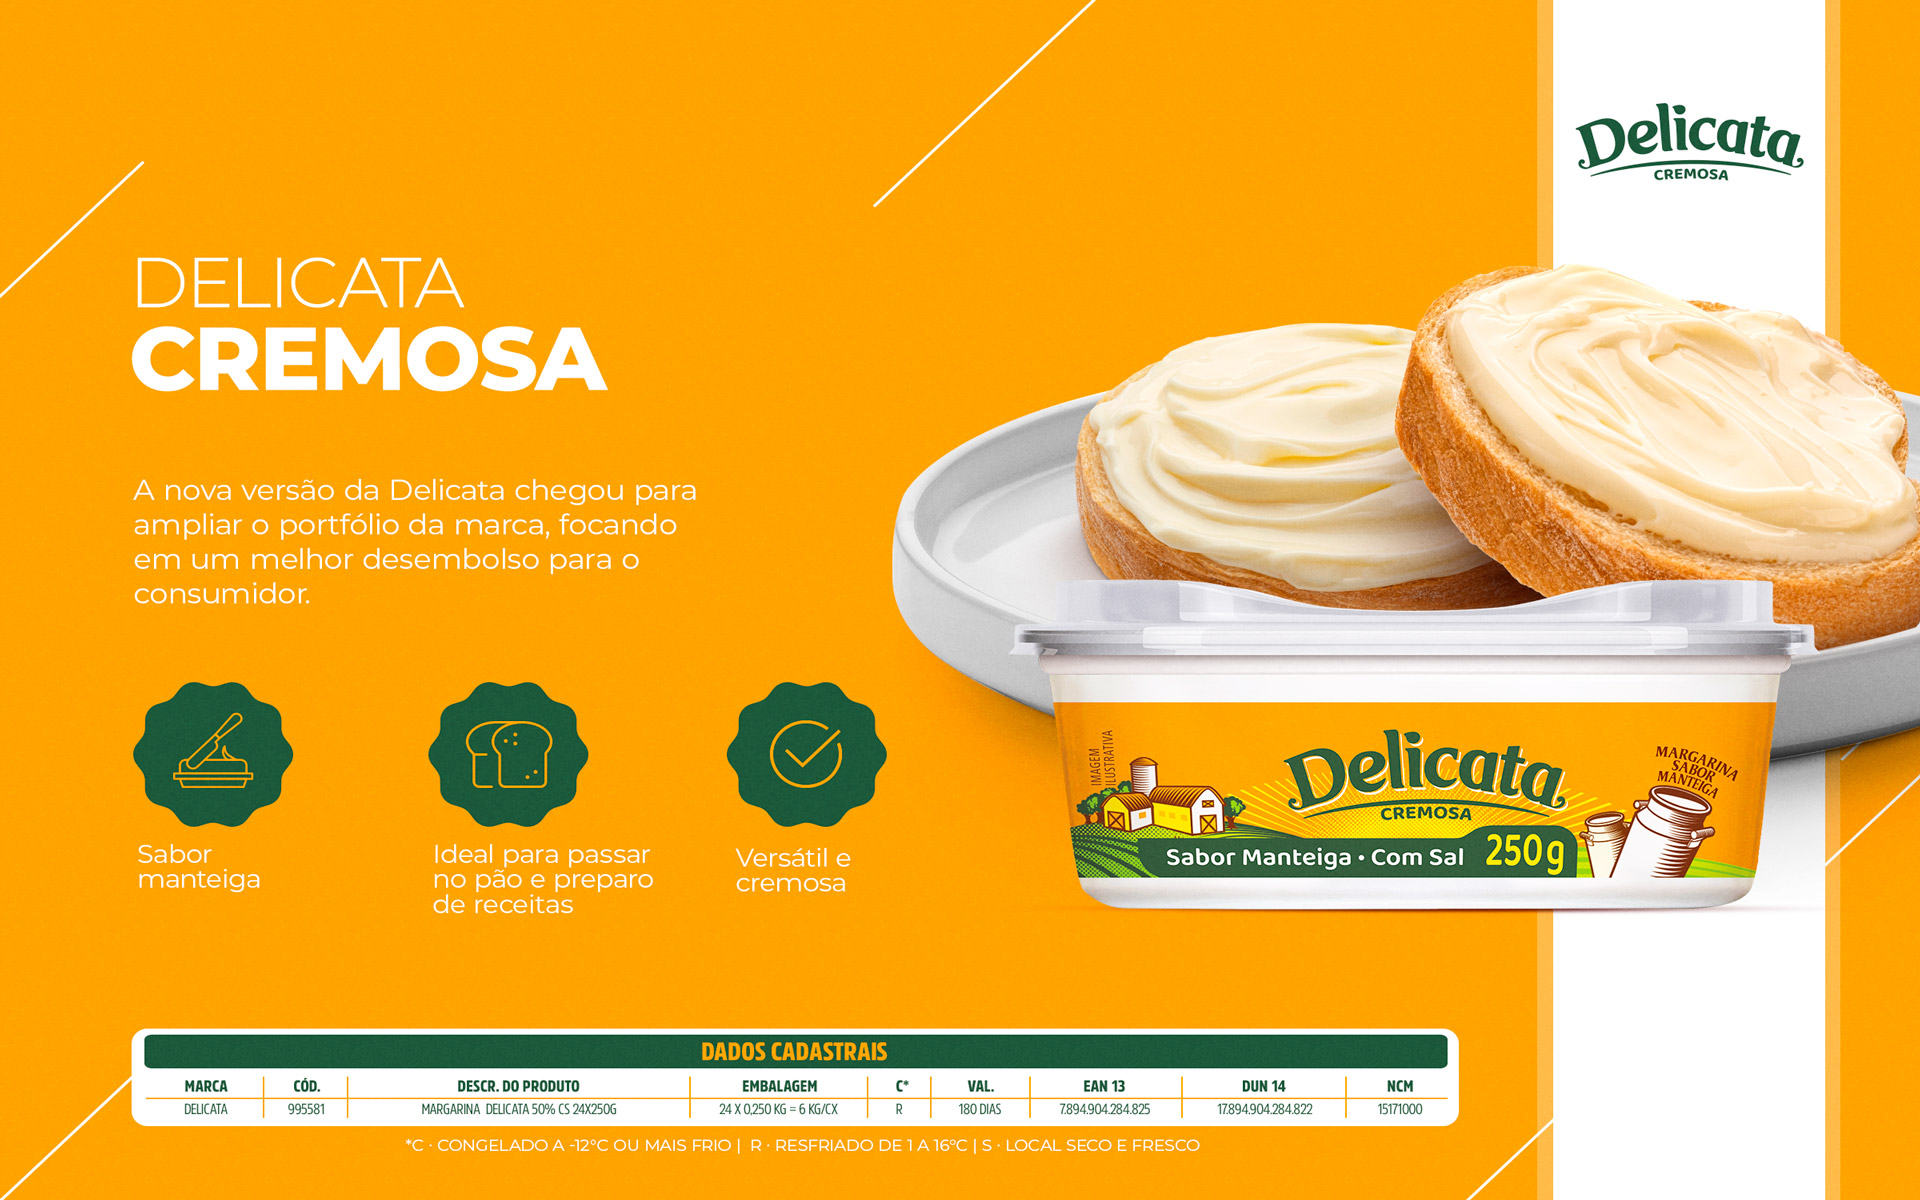 Delicata
CREMOSA
DELICATA
CREMOSA
A nova versão da Delicata chegou para
ampliar o portfólio da marca, focando
em um melhor desembolso para o
consumidor.
Sabor
manteiga
Ideal para passar
no pão e preparo
de receitas
Versátil e
cremosa
IMAGEM
ILUSTRATIVA
Delicata
CREMOSA
MARGARINA
SABOR
MANTEIGA
Sabor Manteiga • Com Sal 250g
DADOS CADASTRAIS
MARCA CÓD. DESCR. DO PRODUTO EMBALAGEM C* VAL. EAN 13 DUN 14 NCM
DELICATA 995581 MARGARINA DELICATA 50% CS 24X250G 24 X 0,250 KG = 6 KG/CX R 180 DIAS 7.894.904.284.825 17.894.904.284.822 15171000
*C · CONGELADO A -12°C OU MAIS FRIO | R · RESFRIADO DE 1 A 16°C | S · LOCAL SECO E FRESCO